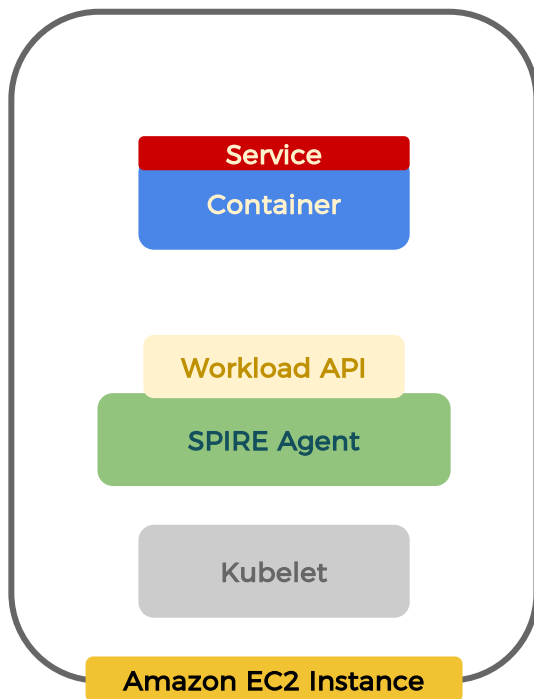 Service
Container
Workload API
SPIRE Agent
Kubelet
Amazon EC2 Instance